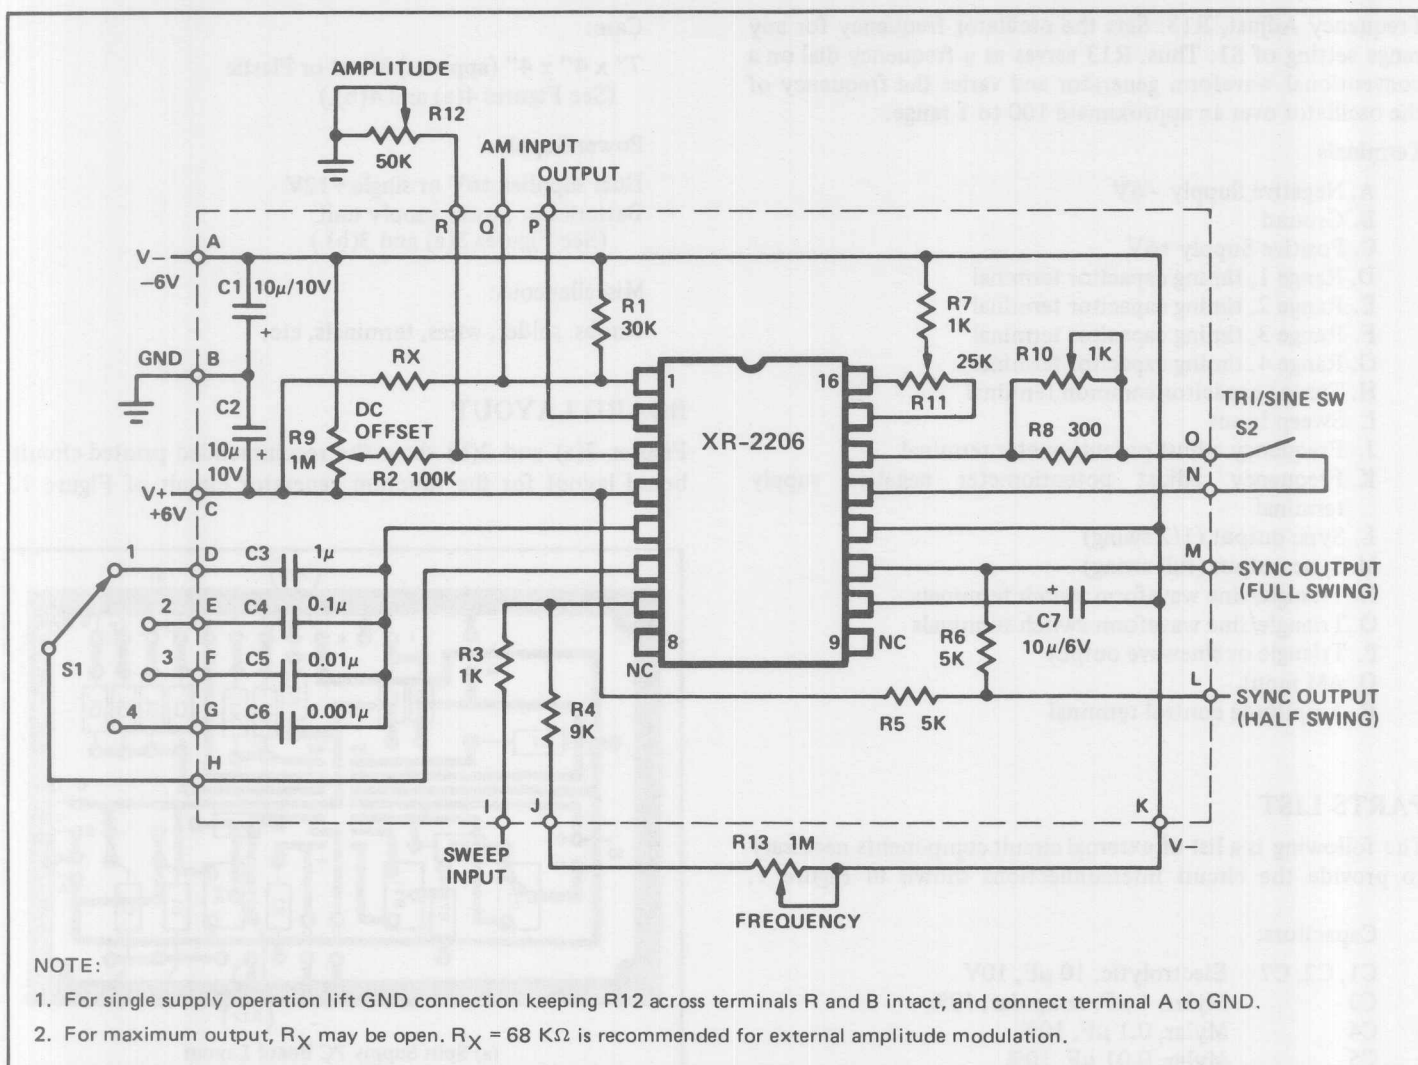 AMPLITUDE
R12
50K
AM INPUT
OUTPUT
R Q P
A
V–
–6V
C1 10μ/10V
+
R1
30K
R7
1K
GND
B
RX
1
16
25K
R11
R10
1K
C2
10μ
10V
+
DC
OFFSET
R9
1M
R2 100K
XR-2206
R8 300
TRI/SINE SW
S2
O
N
V+
+6V
C
1
D
C3
1μ
M
SYNC OUTPUT
(FULL SWING)
2
E
C4
0.1μ
+
C7
10μ/6V
3
F
C5
0.01μ
S1
R3
1K
8
NC
9
NC
R6
5K
4
G
C6
0.001μ
R4
9K
R5 5K
L
SYNC OUTPUT
(HALF SWING)
H
I
J
K
SWEEP
INPUT
R13 1M
V–
FREQUENCY
NOTE:
1. For single supply operation lift GND connection keeping R12 across terminals R and B intact, and connect terminal A to GND.
2. For maximum output, RX may be open. RX = 68 KΩ is recommended for external amplitude modulation.